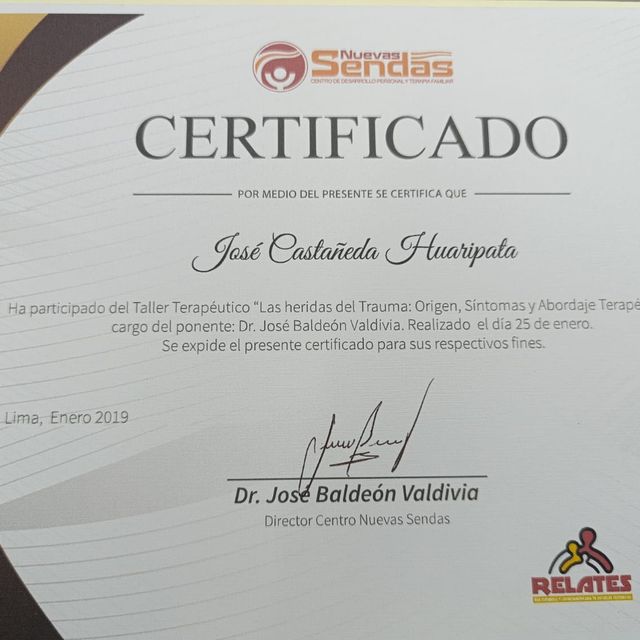 Nuevas
Sendas
CENTRO DE DESARROLLO PERSONAL Y TERAPIA FAMILIAR
CERTIFICADO
POR MEDIO DEL PRESENTE SE CERTIFICA QUE
José Castañeda Huaripata
Ha participado del Taller Terapéutico “Las heridas del Trauma: Origen, Síntomas y Abordaje Terapé
cargo del ponente: Dr. José Baldeón Valdivia. Realizado el día 25 de enero.
Se expide el presente certificado para sus respectivos fines.
Lima, Enero 2019
Dr. José Baldeón Valdivia
Director Centro Nuevas Sendas
RELATES